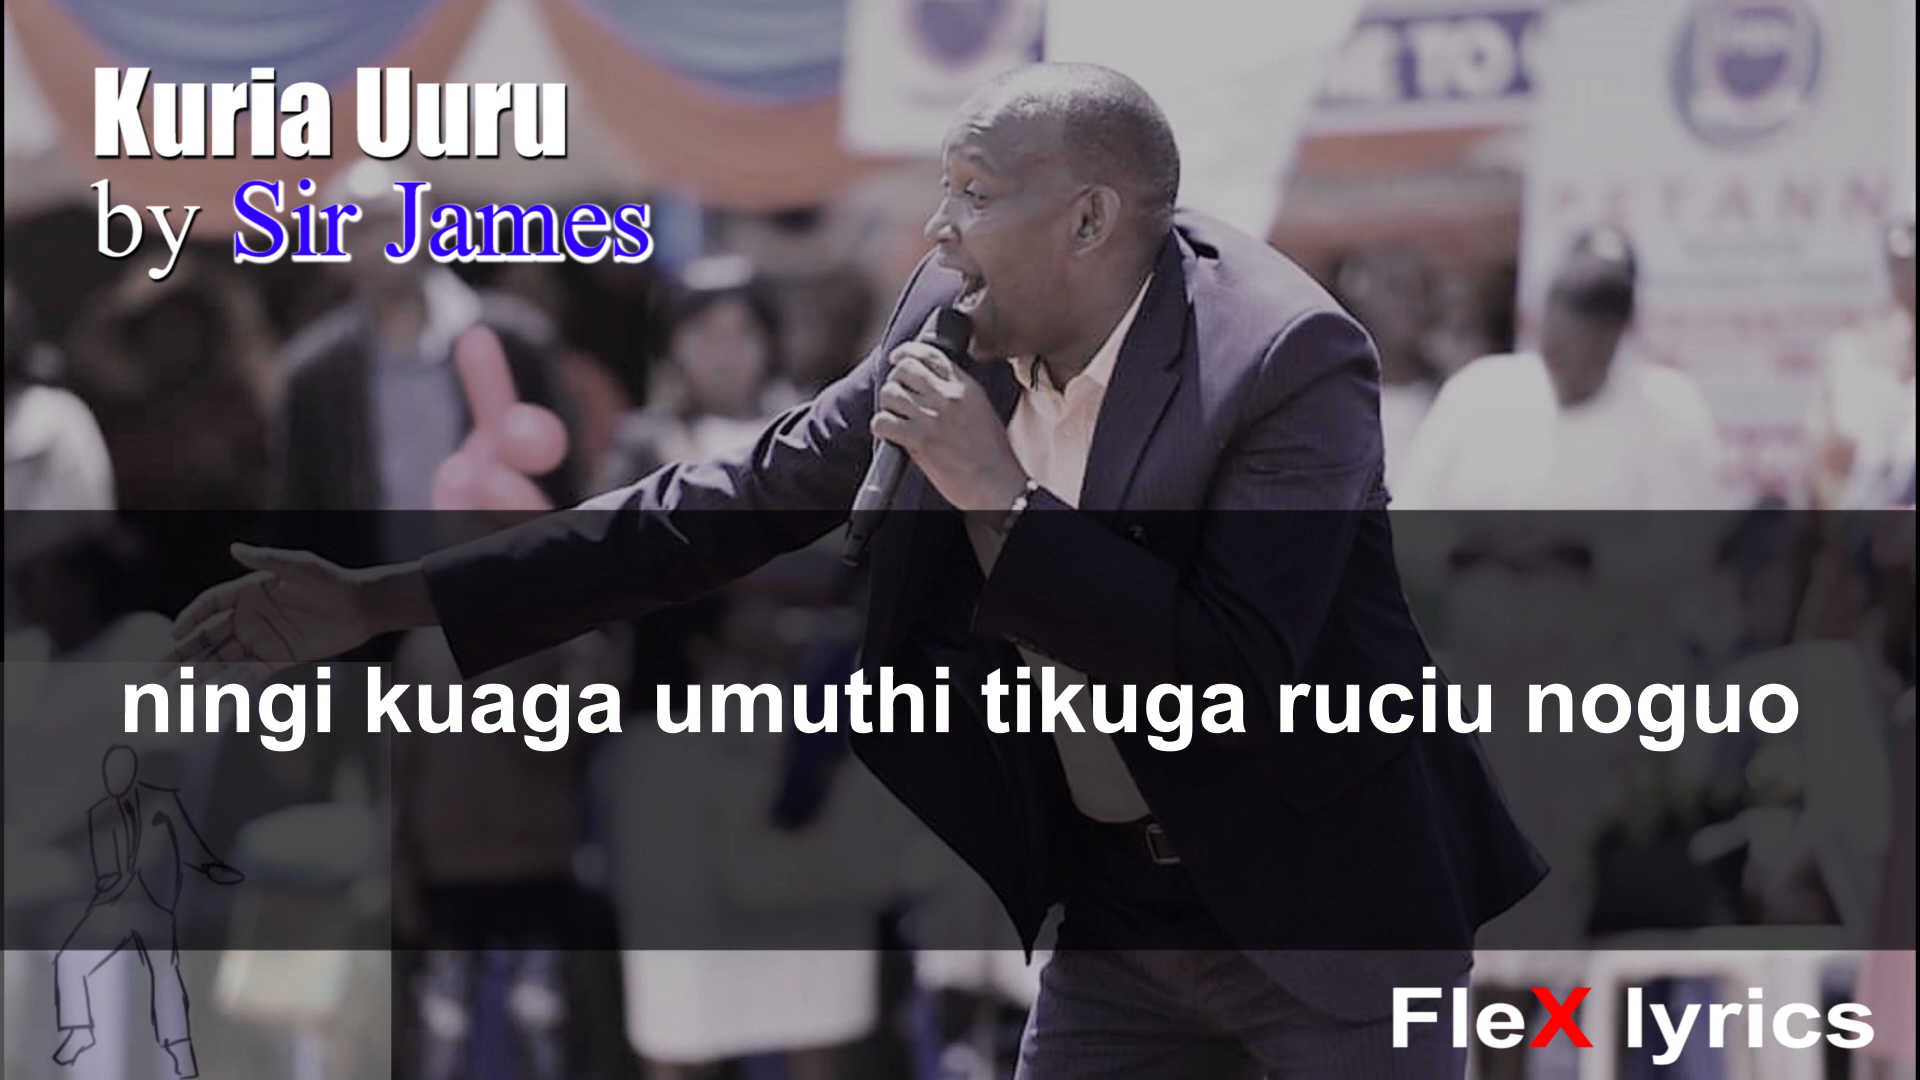 Kuria Uuru
by Sir James
ningi kuaga umuthi tikuga ruciu noguo
FleX lyrics